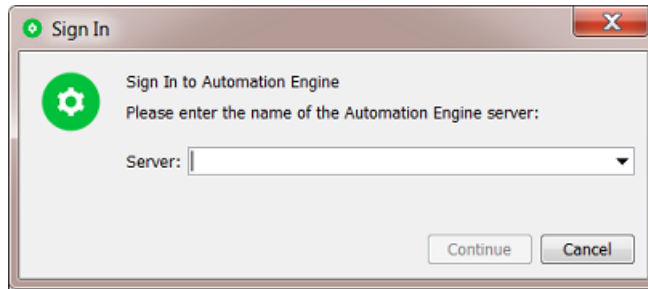 Sign In
Sign In to Automation Engine
Please enter the name of the Automation Engine server:
Server:
Continue Cancel